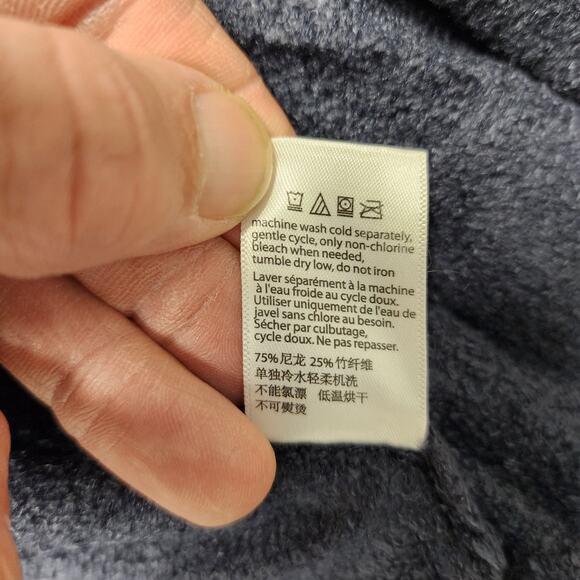 machine wash cold separately,
gentle cycle, only non-chlorine
bleach when needed,
tumble dry low, do not iron
Laver séparément à la machine
à l'eau froide au cycle doux.
Utiliser uniquement de l'eau de
javel sans chlore au besoin.
Sécher par culbutage,
cycle doux. Ne pas repasser.
75%尼龙 25%竹纤维
单独冷水轻柔机洗
不能氯漂 低温烘干
不可熨烫